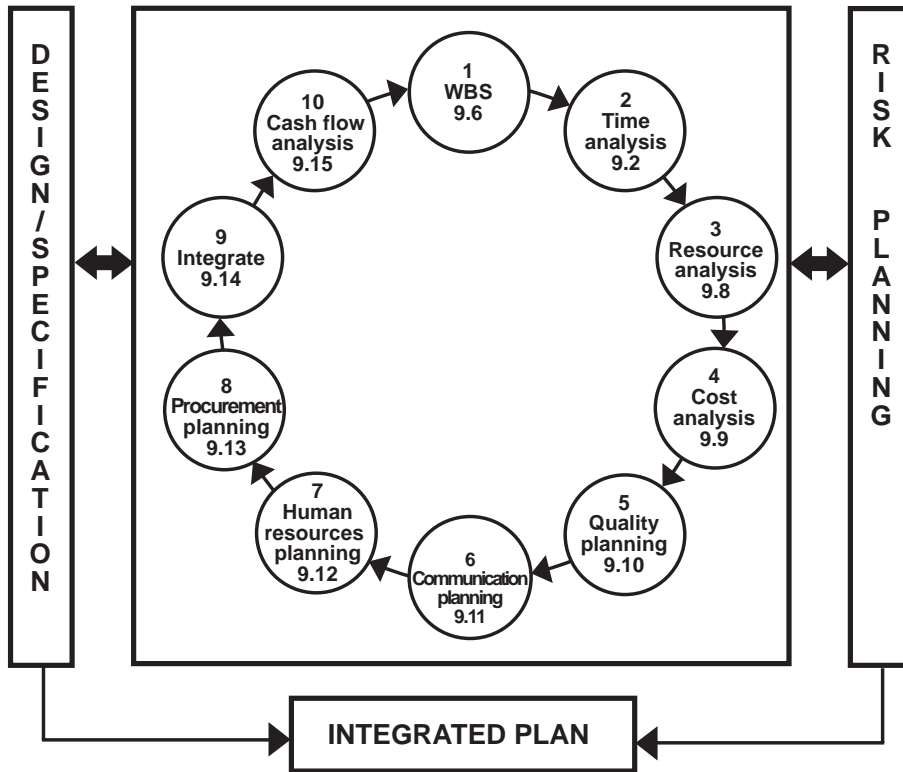 DESIGN/SPECIFICATION
1
WBS
9.6
2
Time
analysis
9.2
3
Resource
analysis
9.8
4
Cost
analysis
9.9
5
Quality
planning
9.10
6
Communication
planning
9.11
7
Human
resources
planning
9.12
8
Procurement
planning
9.13
9
Integrate
9.14
10
Cash flow
analysis
9.15
RISK PLANNING
INTEGRATED PLAN